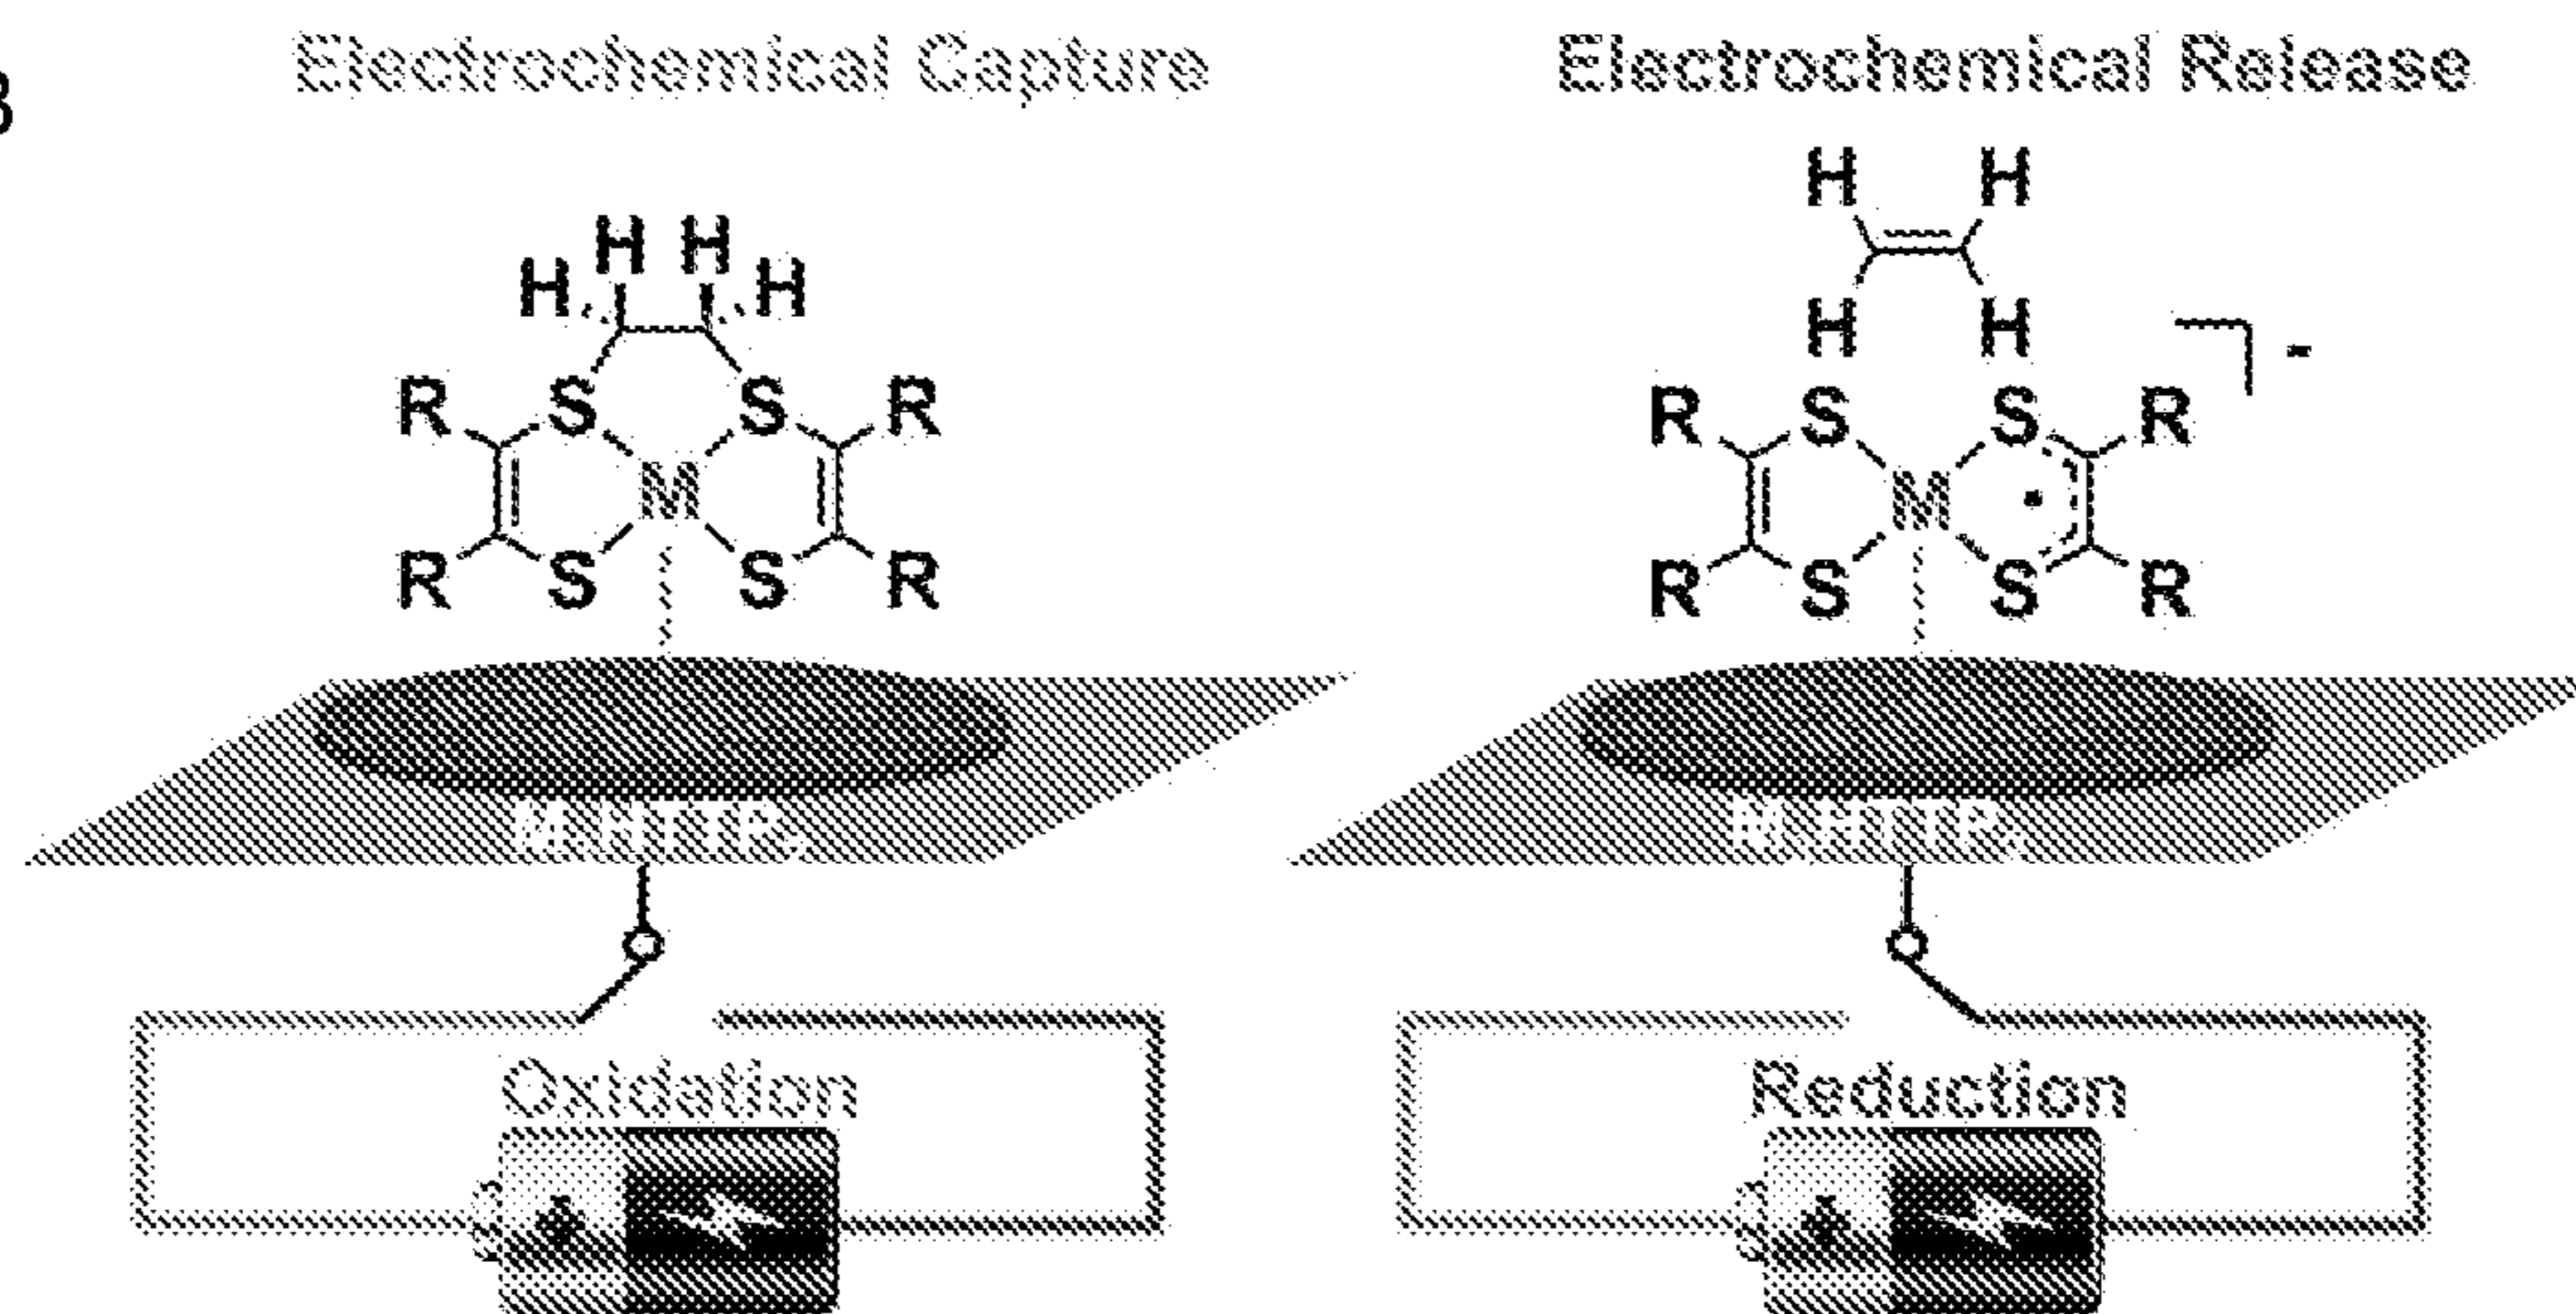 Electrochemical Capture
Electrochemical Release
H H
H H H H
H H
R S S R
M
R S S R
R S S R -
M
R S S R
Oxidation
Reduction